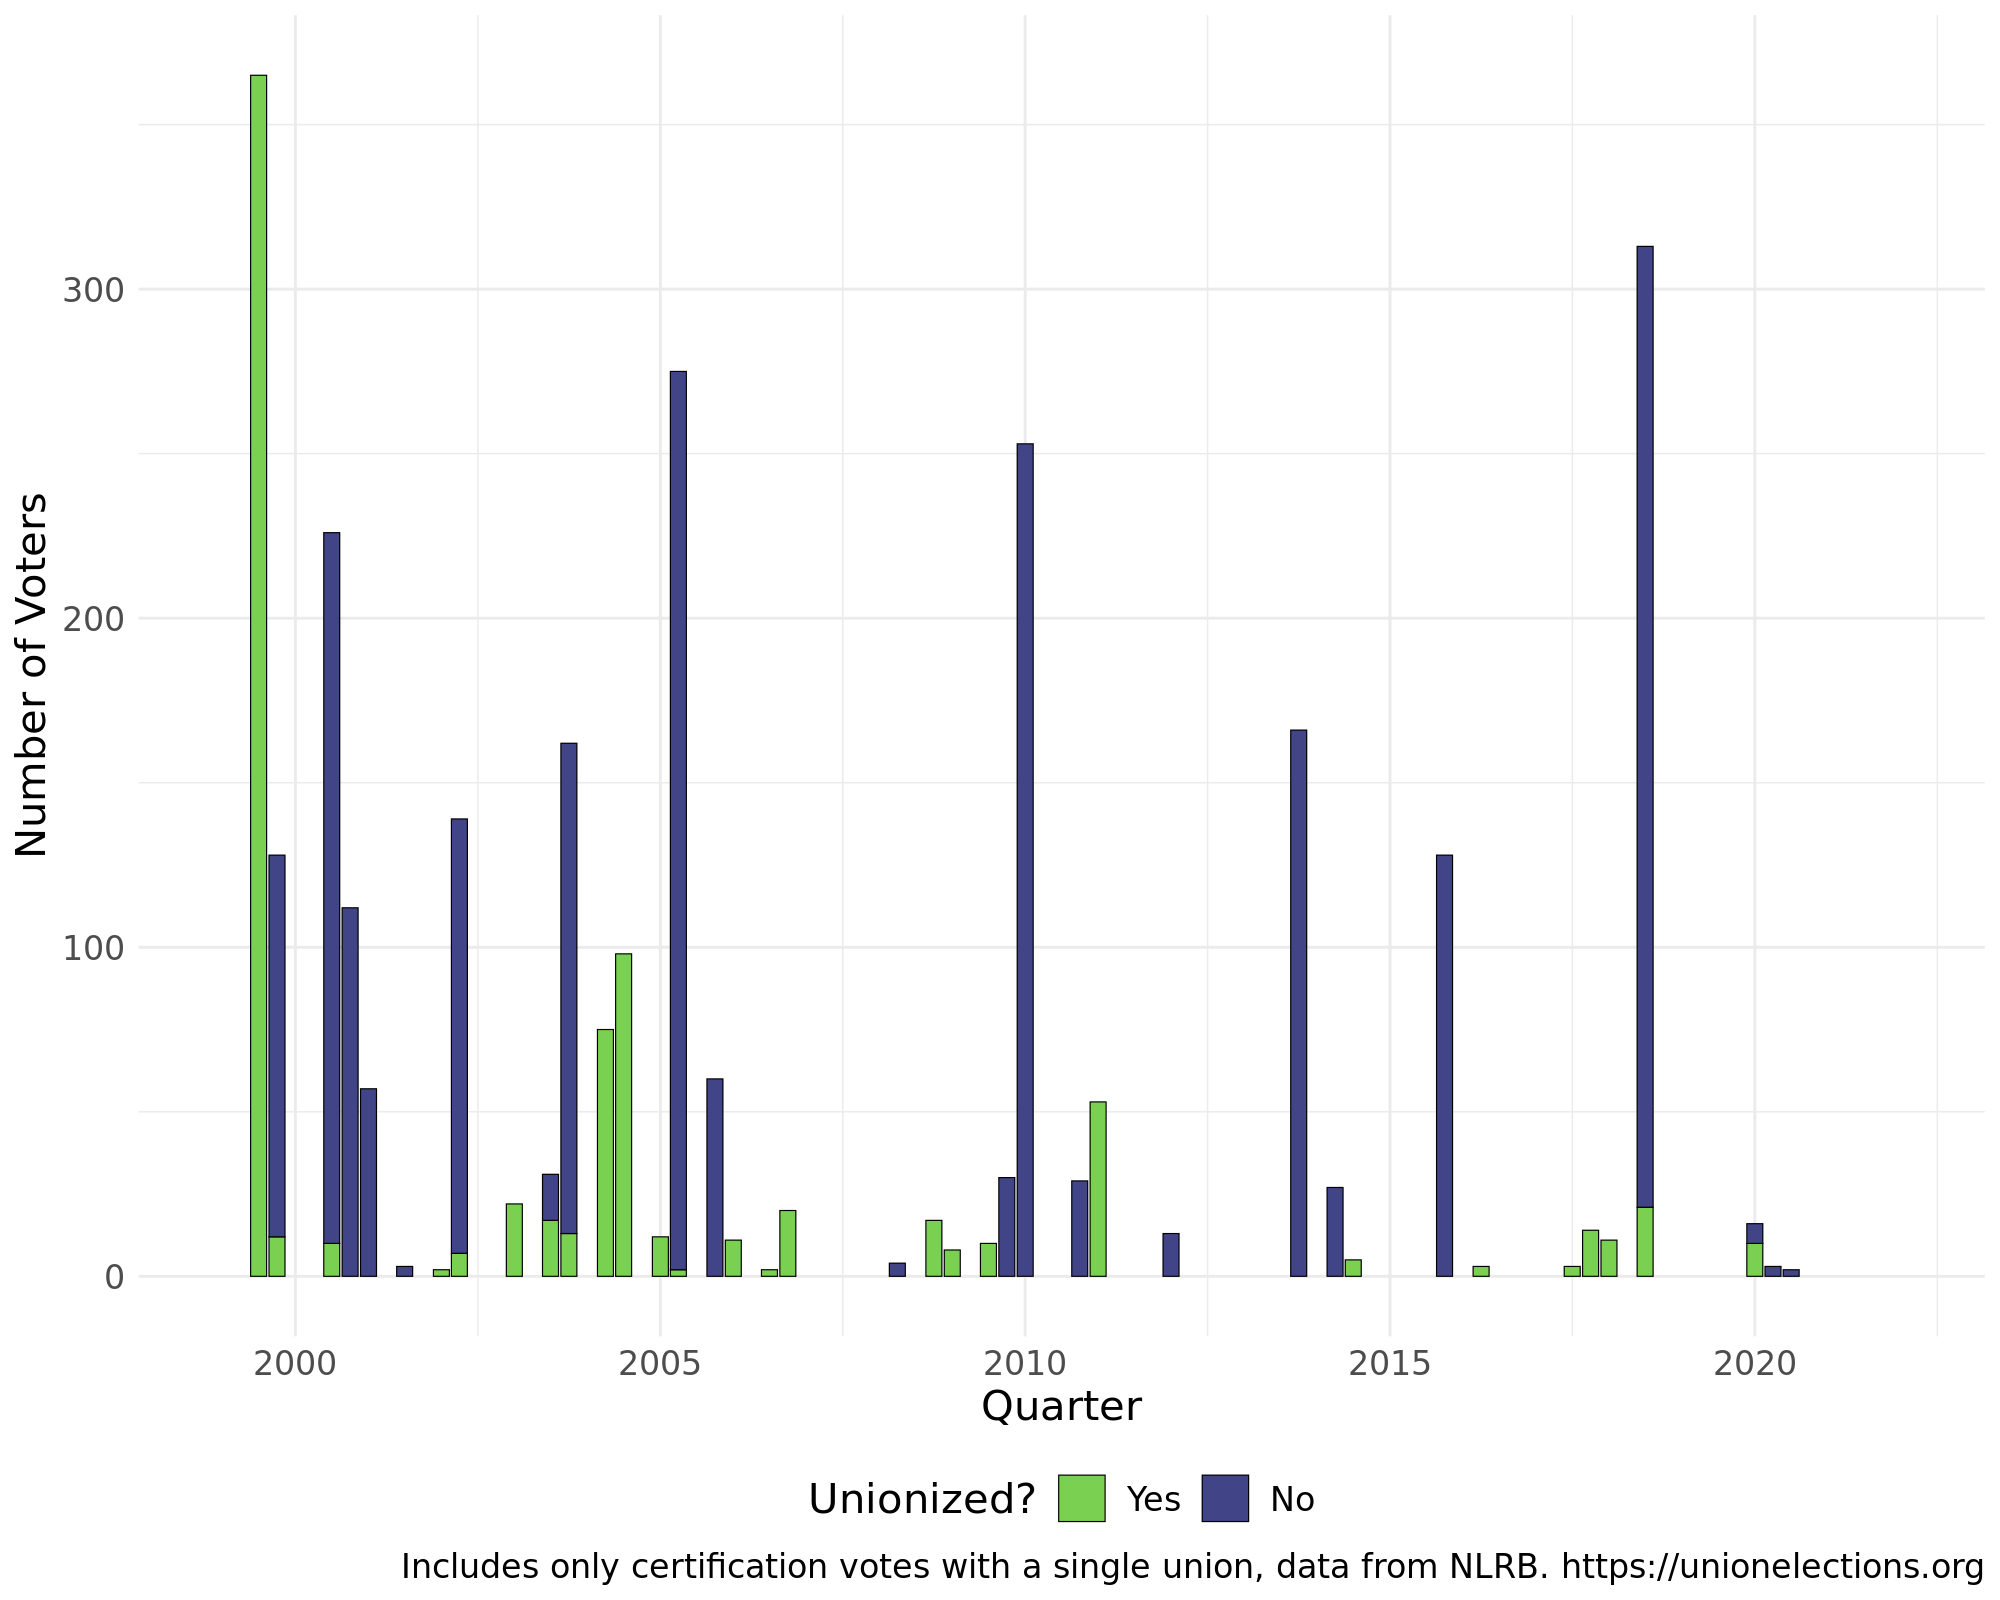 Number of Voters
300
200
100
0
2000 2005 2010 2015 2020
Quarter
Unionized? Yes No
Includes only certification votes with a single union, data from NLRB. https://unionelections.org